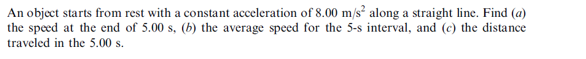 An object starts from rest with a constant acceleration of 8.00 m/s² along a straight line. Find (a)
the speed at the end of 5.00 s, (b) the average speed for the 5-s interval, and (c) the distance
traveled in the 5.00 s.